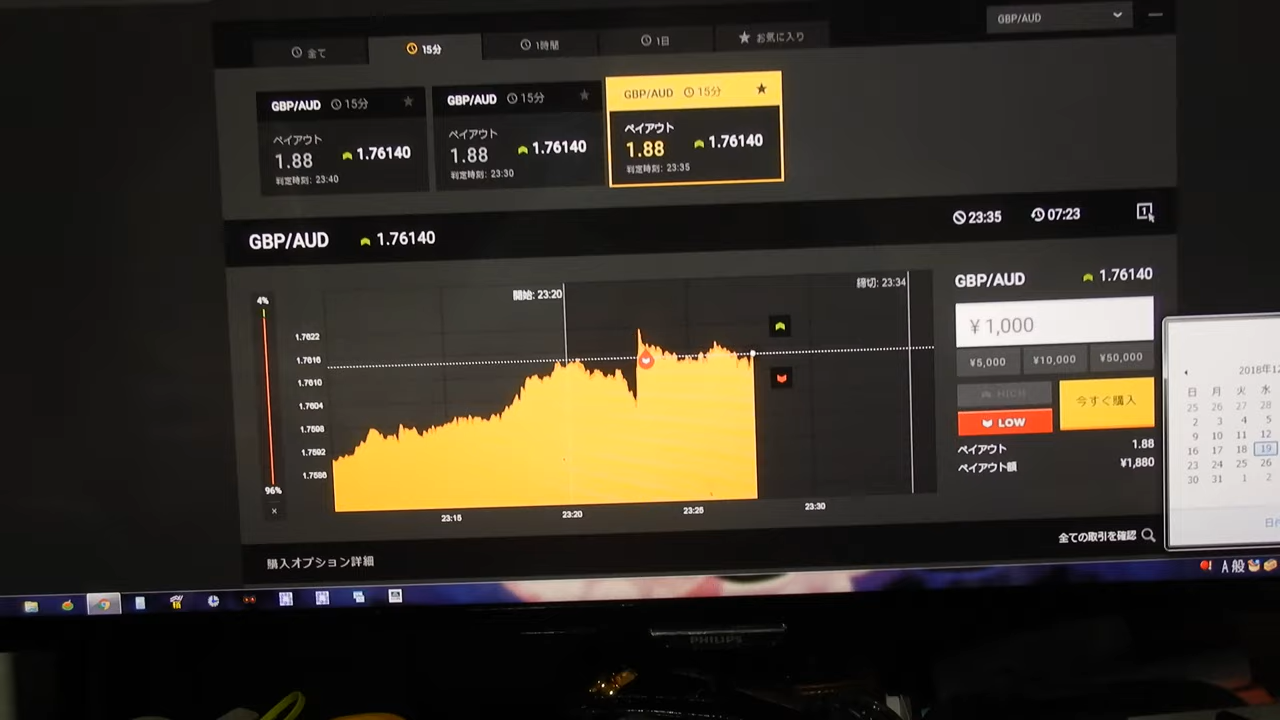 GBP/AUD
全て 15分 1時間 1日 お気に入り
GBP/AUD 15分
ペイアウト
1.88 1.76140
判定時刻: 23:40
GBP/AUD 15分
ペイアウト
1.88 1.76140
判定時刻: 23:30
GBP/AUD 15分
ペイアウト
1.88 1.76140
判定時刻: 23:35
GBP/AUD 1.76140
23:35 07:23
4%
96%
開始: 23:20
締切: 23:34
1.7622
1.7616
1.7610
1.7604
1.7598
1.7592
1.7586
23:15 23:20 23:25 23:30
GBP/AUD 1.76140
¥1,000
¥5,000 ¥10,000 ¥50,000
HIGH
LOW
今すぐ購入
ペイアウト 1.88
ペイアウト額 ¥1,880
購入オプション詳細
全ての取引を確認
2018年12
日 月 火 水
25 26 27 28
2 3 4 5
9 10 11 12
16 17 18 19
23 24 25 26
30 31 1 2
A 般
PHILIPS